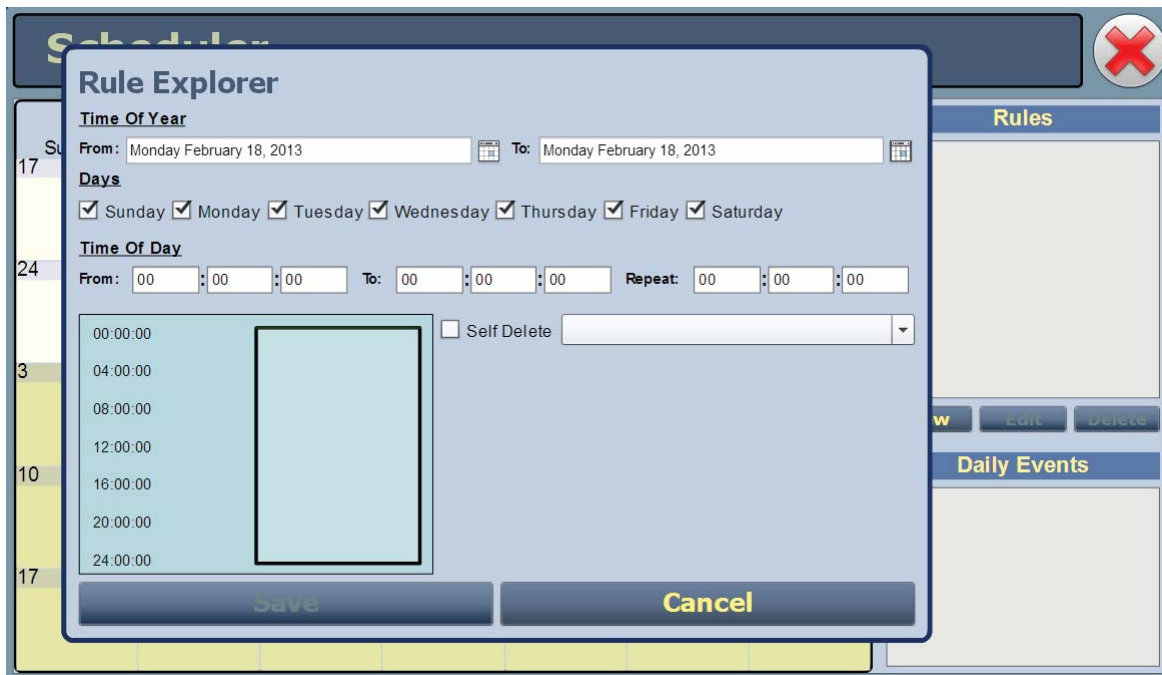 Scheduler
Rule Explorer
Time Of Year
From: Monday February 18, 2013 To: Monday February 18, 2013
Days
Sunday Monday Tuesday Wednesday Thursday Friday Saturday
Time Of Day
From: 00 : 00 : 00 To: 00 : 00 : 00 Repeat: 00 : 00 : 00
Self Delete
00:00:00
04:00:00
08:00:00
12:00:00
16:00:00
20:00:00
24:00:00
Save Cancel
Su
17
24
3
10
17
Rules
w Edit Delete
Daily Events